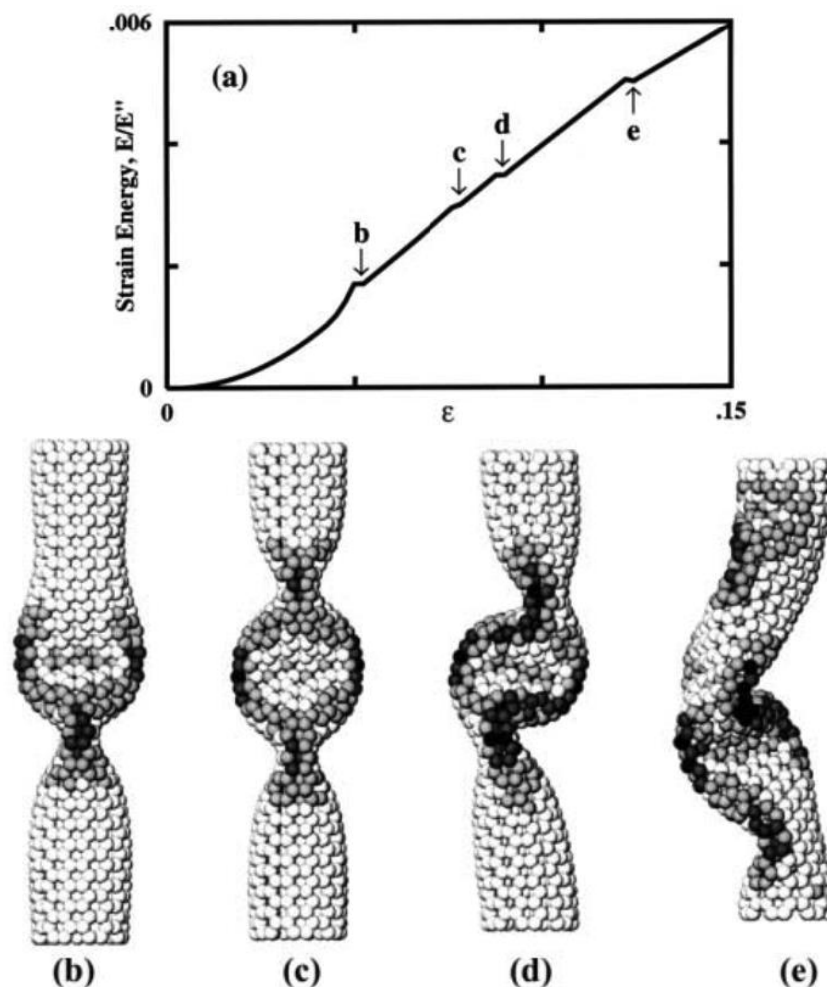 .006
(a)
Strain Energy, E/E"
b
c
d
e
0
0
ε
.15
(b)
(c)
(d)
(e)